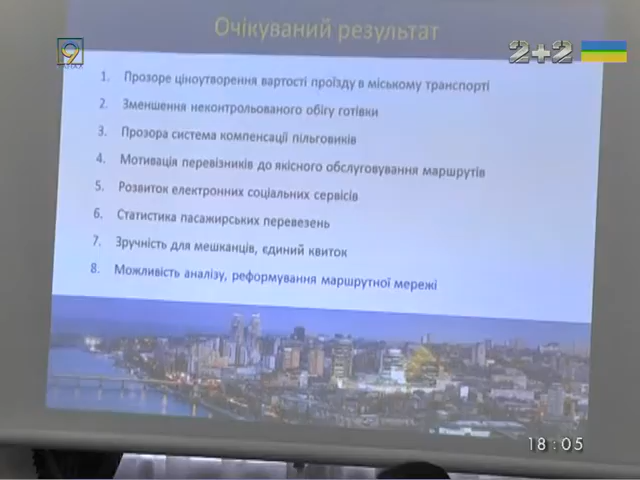 Очікуваний результат
9
2+2
1. Прозоре ціноутворення вартості проїзду в міському транспорті
2. Зменшення неконтрольованого обігу готівки
3. Прозора система компенсації пільговиків
4. Мотивація перевізників до якісного обслуговування маршрутів
5. Розвиток електронних соціальних сервісів
6. Статистика пасажирських перевезень
7. Зручність для мешканців, єдиний квиток
8. Можливість аналізу, реформування маршрутної мережі
18:05